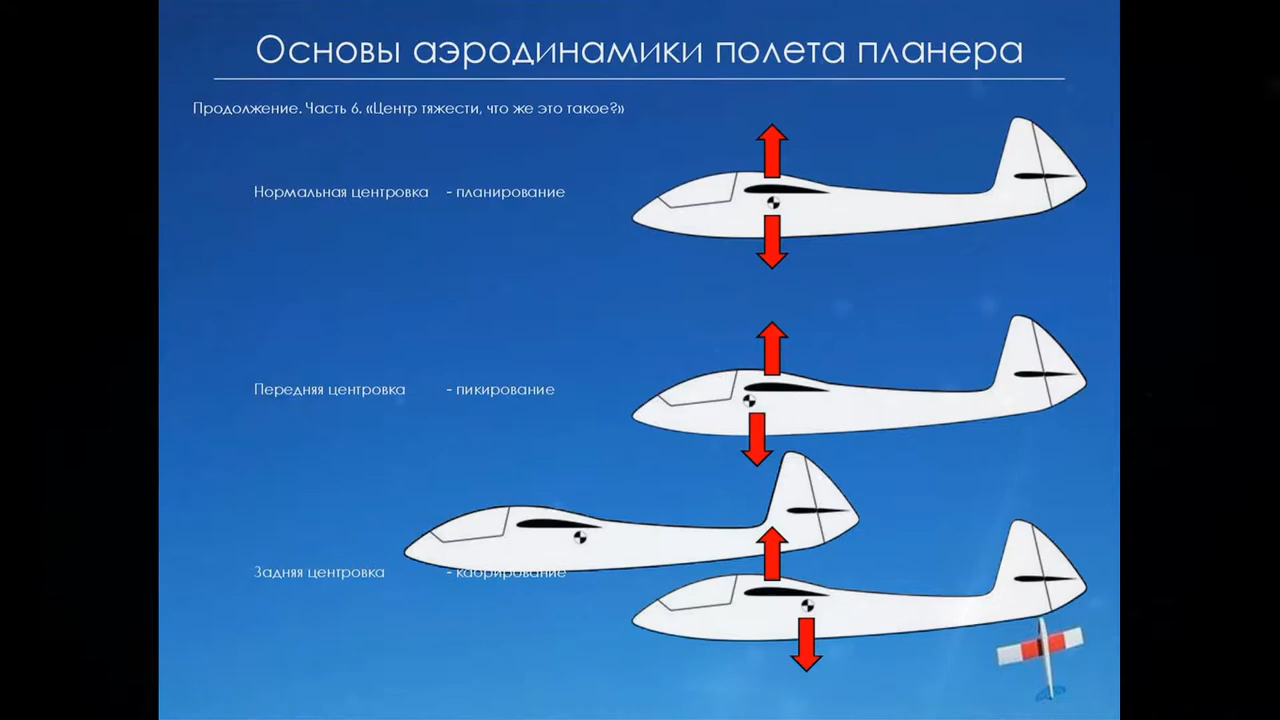 Основы аэродинамики полета планера
Продолжение. Часть 6. «Центр тяжести, что же это такое?»
Нормальная центровка - планирование
Передняя центровка - пикирование
Задняя центровка - кабрирование